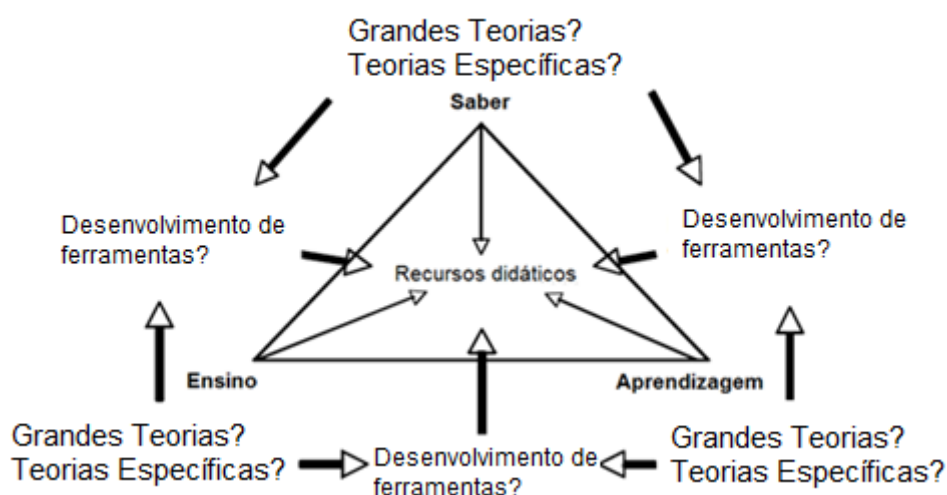 Grandes Teorias?
Teorias Específicas?
Saber
Desenvolvimento de
ferramentas?
Desenvolvimento de
ferramentas?
Recursos didáticos
Ensino
Aprendizagem
Grandes Teorias?
Teorias Específicas?
Desenvolvimento de
ferramentas?
Grandes Teorias?
Teorias Específicas?